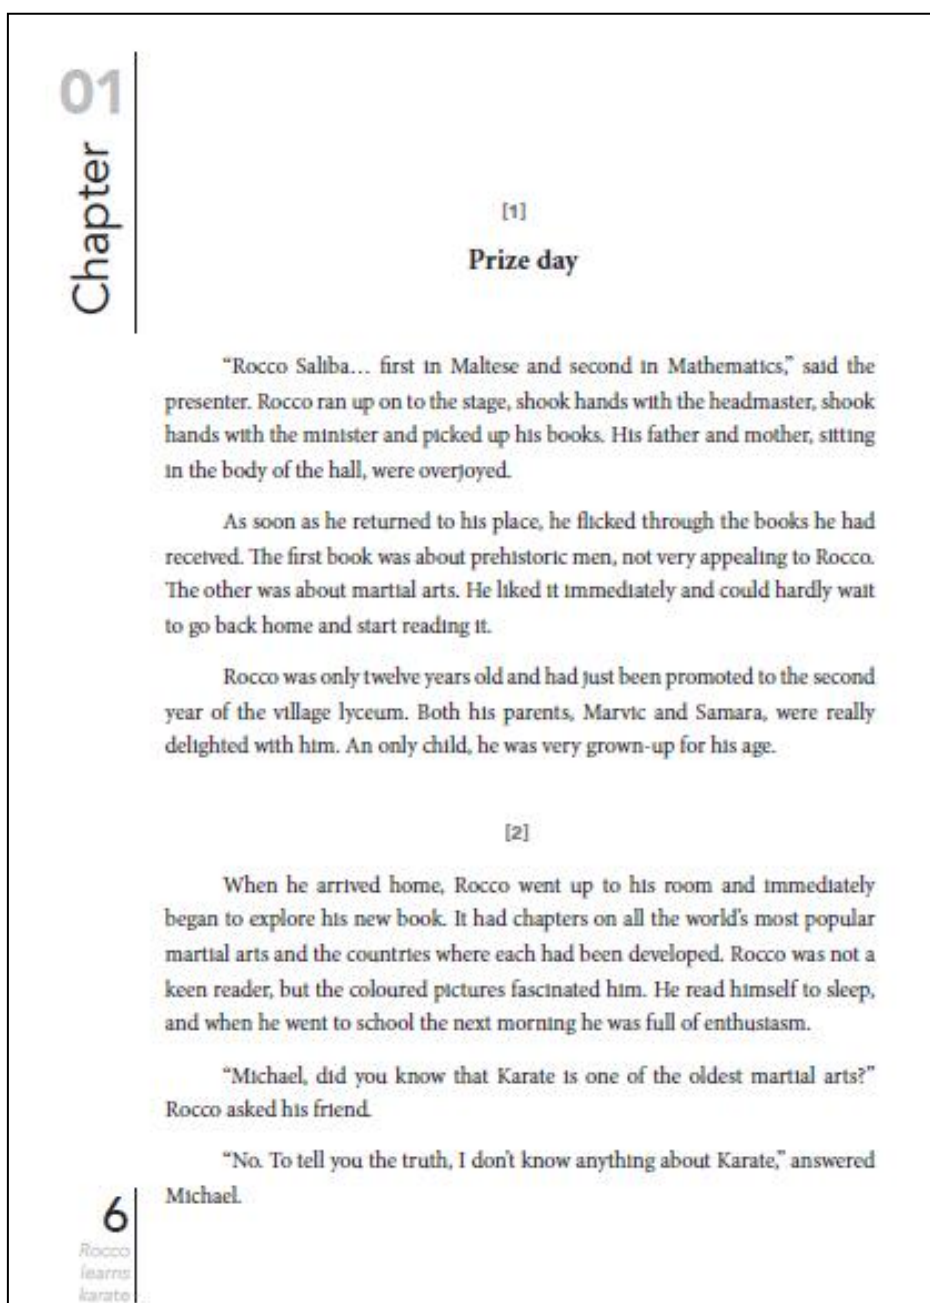 01
Chapter
[1]
Prize day
“Rocco Saliba… first in Maltese and second in Mathematics,” said the
presenter. Rocco ran up on to the stage, shook hands with the headmaster, shook
hands with the minister and picked up his books. His father and mother, sitting
in the body of the hall, were overjoyed.
As soon as he returned to his place, he flicked through the books he had
received. The first book was about prehistoric men, not very appealing to Rocco.
The other was about martial arts. He liked it immediately and could hardly wait
to go back home and start reading it.
Rocco was only twelve years old and had just been promoted to the second
year of the village lyceum. Both his parents, Marvic and Samara, were really
delighted with him. An only child, he was very grown-up for his age.
[2]
When he arrived home, Rocco went up to his room and immediately
began to explore his new book. It had chapters on all the world’s most popular
martial arts and the countries where each had been developed. Rocco was not a
keen reader, but the coloured pictures fascinated him. He read himself to sleep,
and when he went to school the next morning he was full of enthusiasm.
“Michael, did you know that Karate is one of the oldest martial arts?”
Rocco asked his friend.
“No. To tell you the truth, I don’t know anything about Karate,” answered
Michael.
6
Rocco
learns
karate